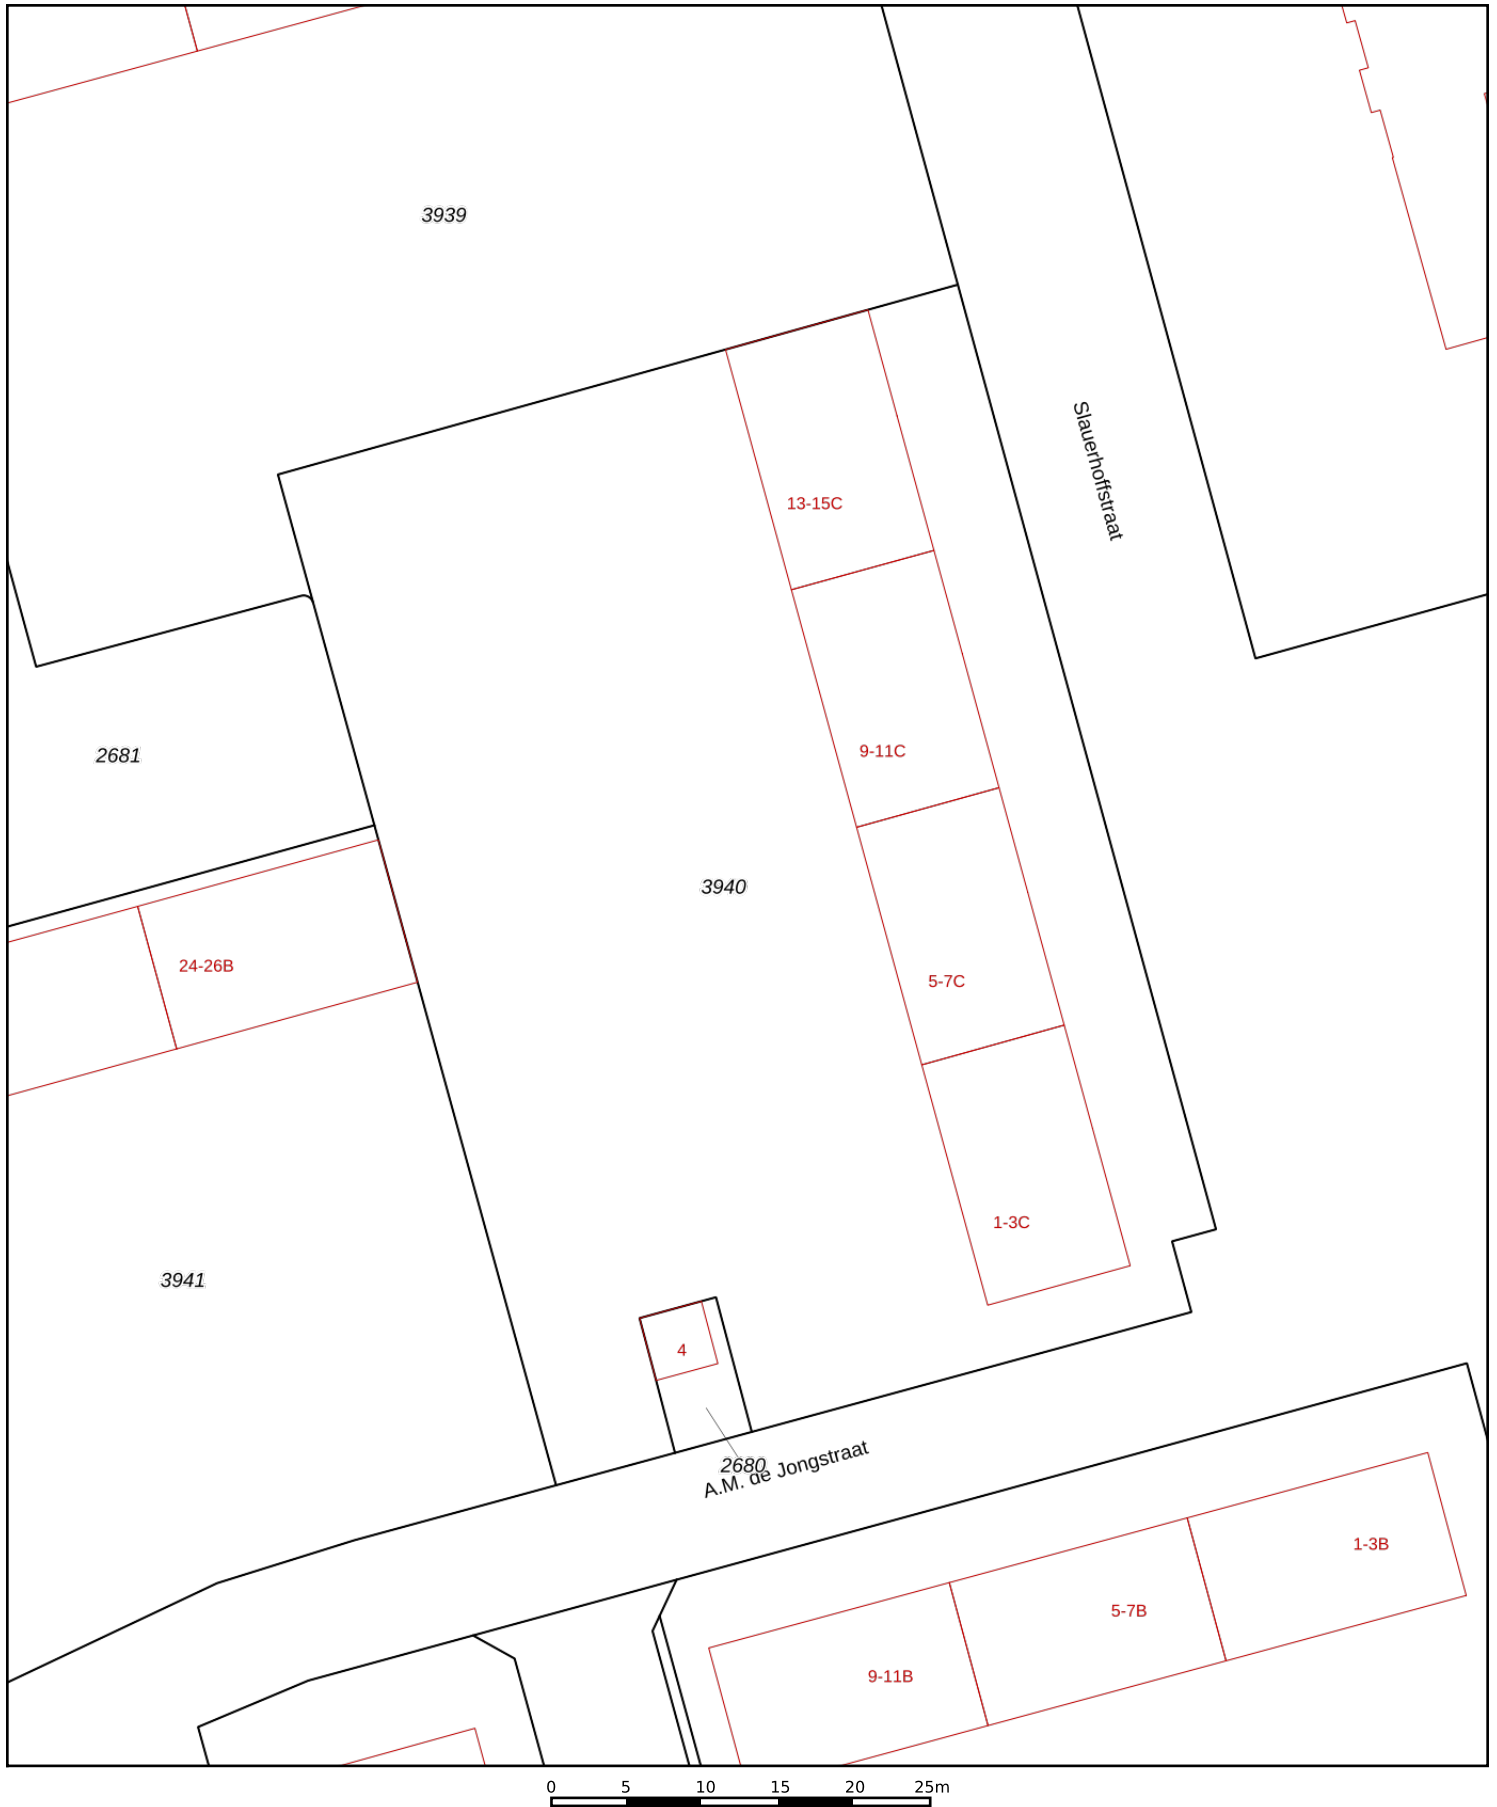 3939
Slauerhoffstraat
13-15C
9-11C
2681
3940
24-26B
5-7C
1-3C
3941
4
2680
A.M. de Jongstraat
1-3B
5-7B
9-11B
0 5 10 15 20 25m